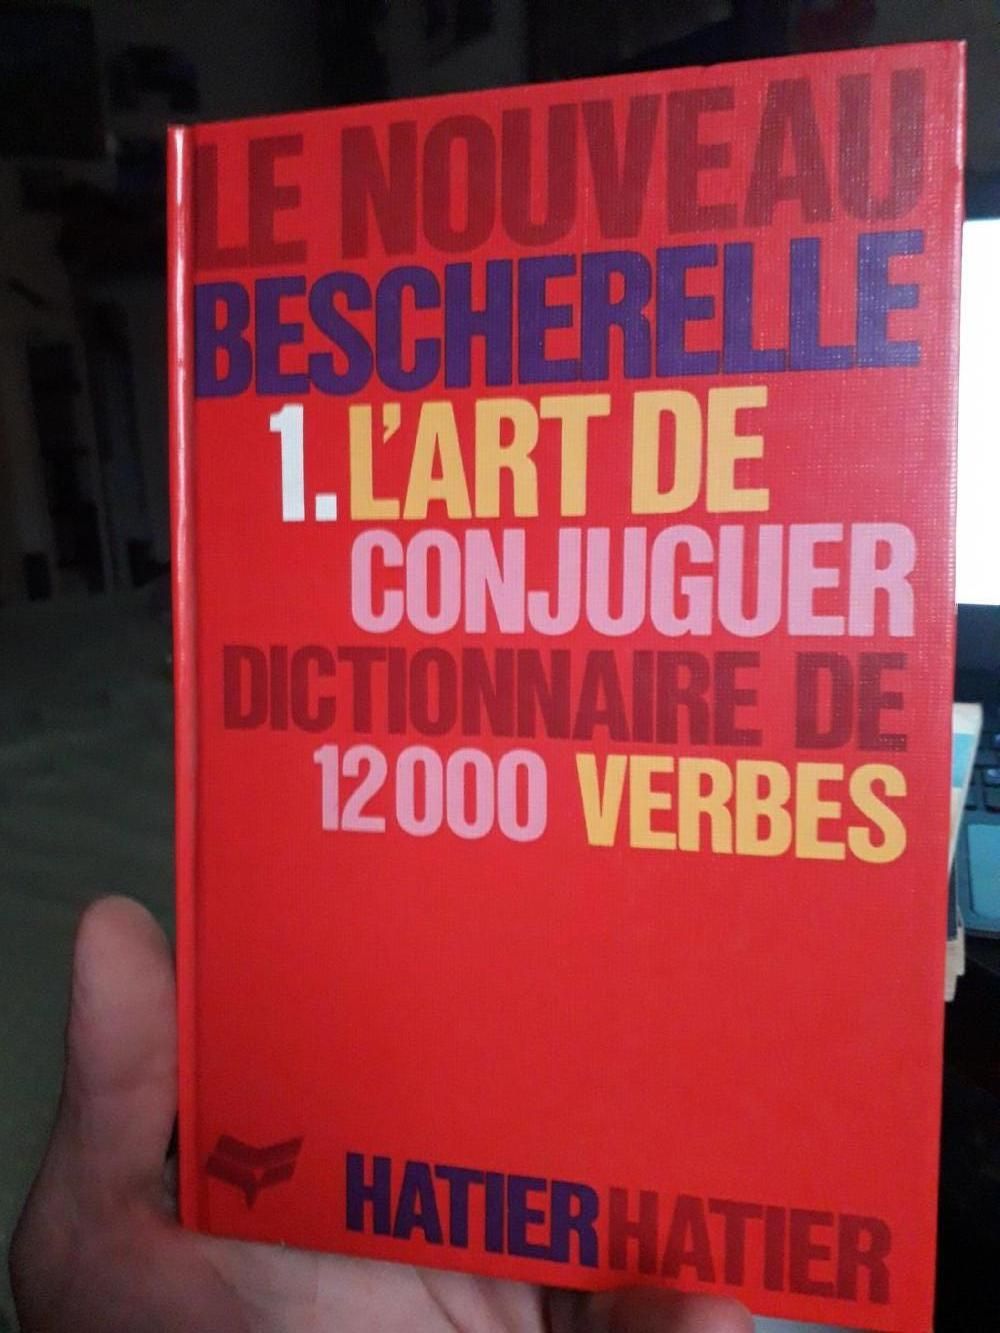 LE NOUVEAU
BESCHERELLE
1. L'ART DE
CONJUGUER
DICTIONNAIRE DE
12000 VERBES
HATIER HATIER